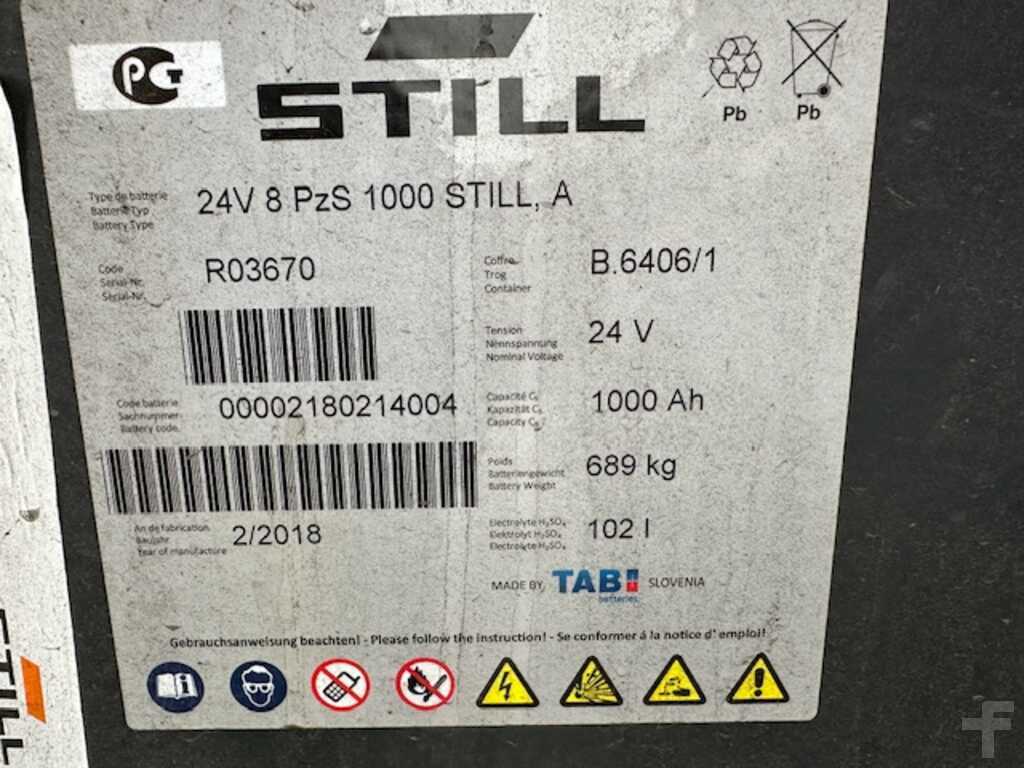 PCT
STILL
Pb
Pb
Type de batterie
Batterie Typ
Battery Type
24V 8 PzS 1000 STILL, A
Code
Serial-Nr.
Serial-Nr.
R03670
Coffre
Trog
Container
B.6406/1
Tension
Nennspannung
Nominal Voltage
24 V
Code batterie
Sachnummer
Battery code
00002180214004
Capacité C₅
Kapazität C₅
Capacity C₅
1000 Ah
Poids
Batteriengewicht
Battery Weight
689 kg
An de fabrication
Baujahr
Year of manufacture
2/2018
Electrolyte H₂SO₄
Elektrolyt H₂SO₄
Electrolyte H₂SO₄
102 l
MADE BY
TAB
batteries
SLOVENIA
Gebrauchsanweisung beachten! - Please follow the instruction! - Se conformer á la notice d' emploi!
STILL